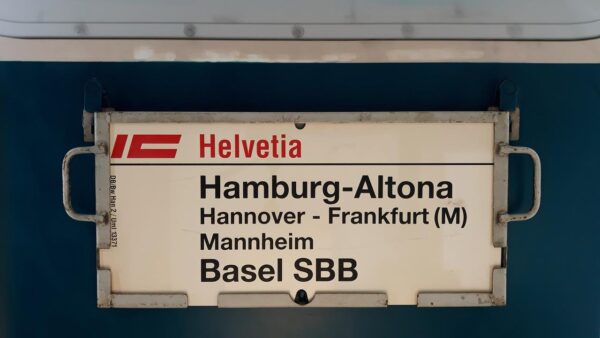 IC Helvetia
Hamburg-Altona
Hannover - Frankfurt (M)
Mannheim
Basel SBB